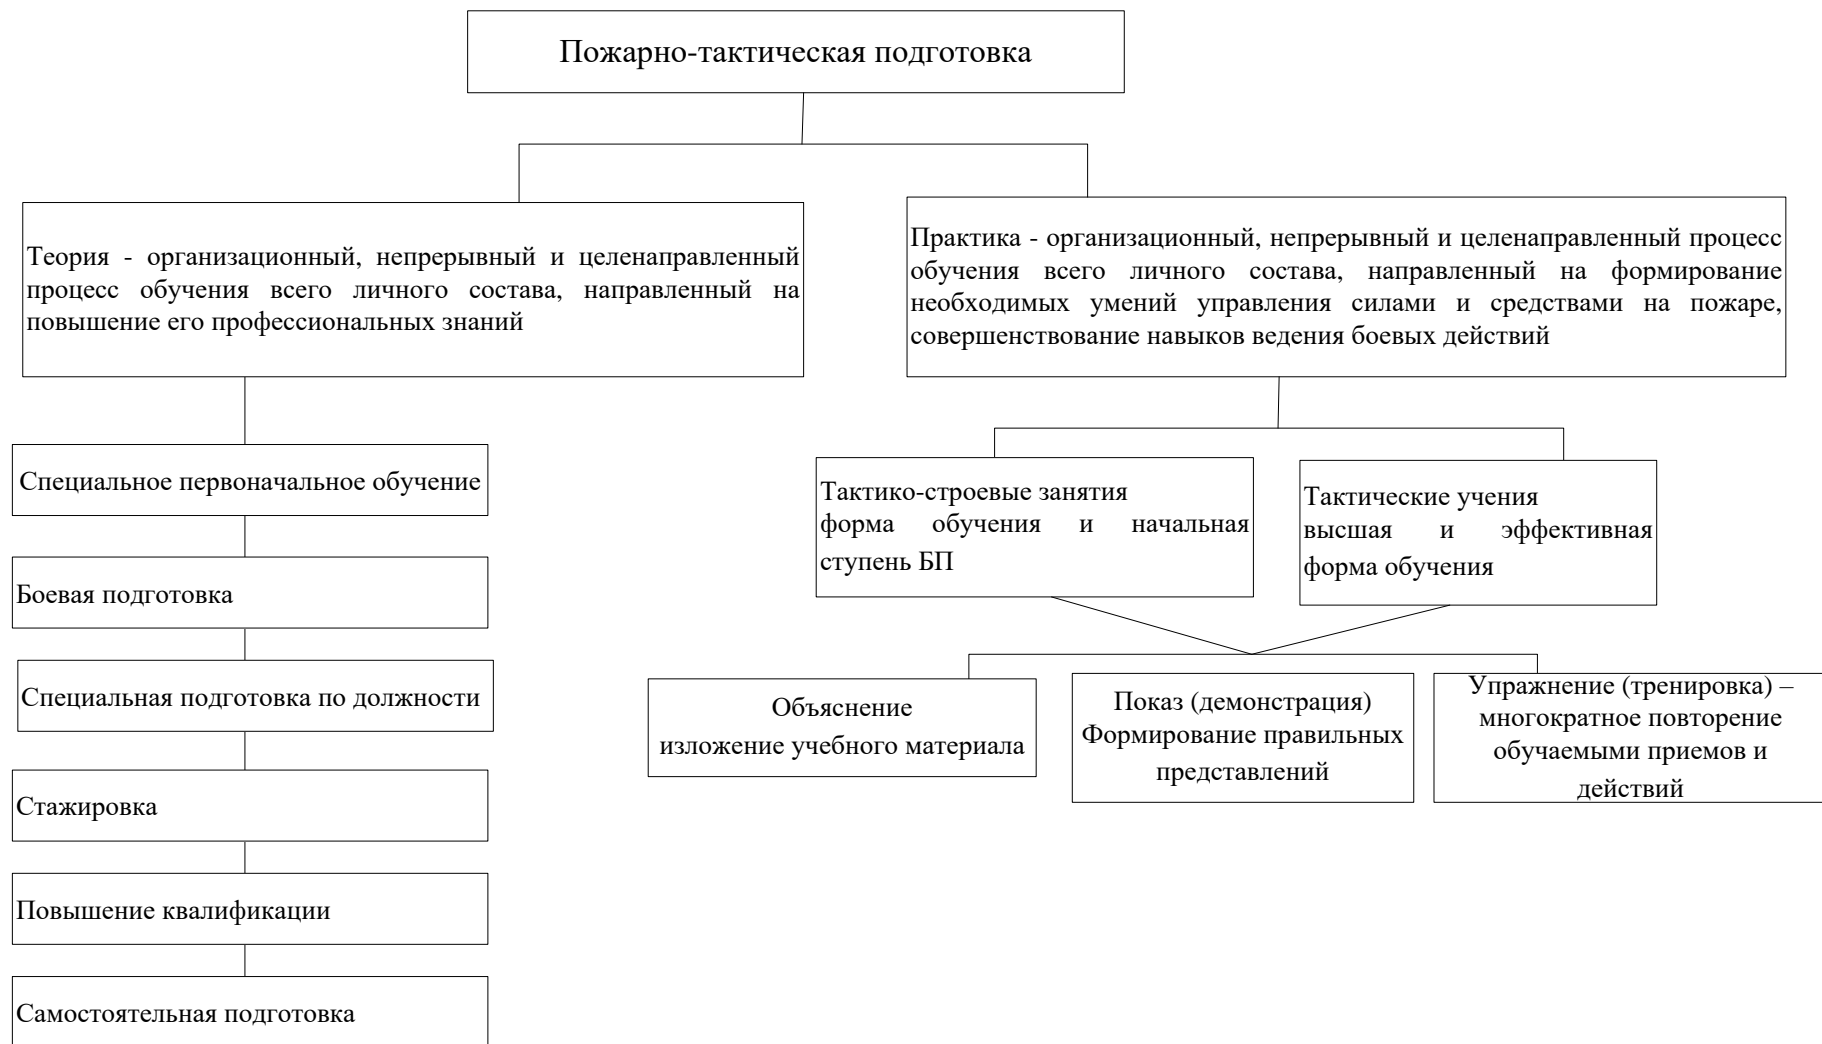 Пожарно-тактическая подготовка
Теория - организационный, непрерывный и целенаправленный
процесс обучения всего личного состава, направленный на
повышение его профессиональных знаний
Практика - организационный, непрерывный и целенаправленный процесс
обучения всего личного состава, направленный на формирование
необходимых умений управления силами и средствами на пожаре,
совершенствование навыков ведения боевых действий
Специальное первоначальное обучение
Боевая подготовка
Специальная подготовка по должности
Стажировка
Повышение квалификации
Самостоятельная подготовка
Тактико-строевые занятия
форма обучения и начальная
ступень БП
Тактические учения
высшая и эффективная
форма обучения
Объяснение
изложение учебного материала
Показ (демонстрация)
Формирование правильных
представлений
Упражнение (тренировка) –
многократное повторение
обучаемыми приемов и
действий